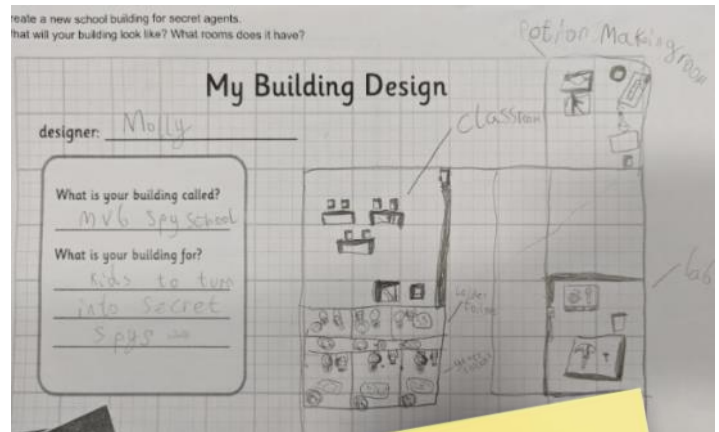 reate a new school building for secret agents.
hat will your building look like? What rooms does it have?
Potion Making room
My Building Design
designer: Molly
classroom
What is your building called?
MVB Spy School
What is your building for?
Kids to turn
into Secret
Spys
lab